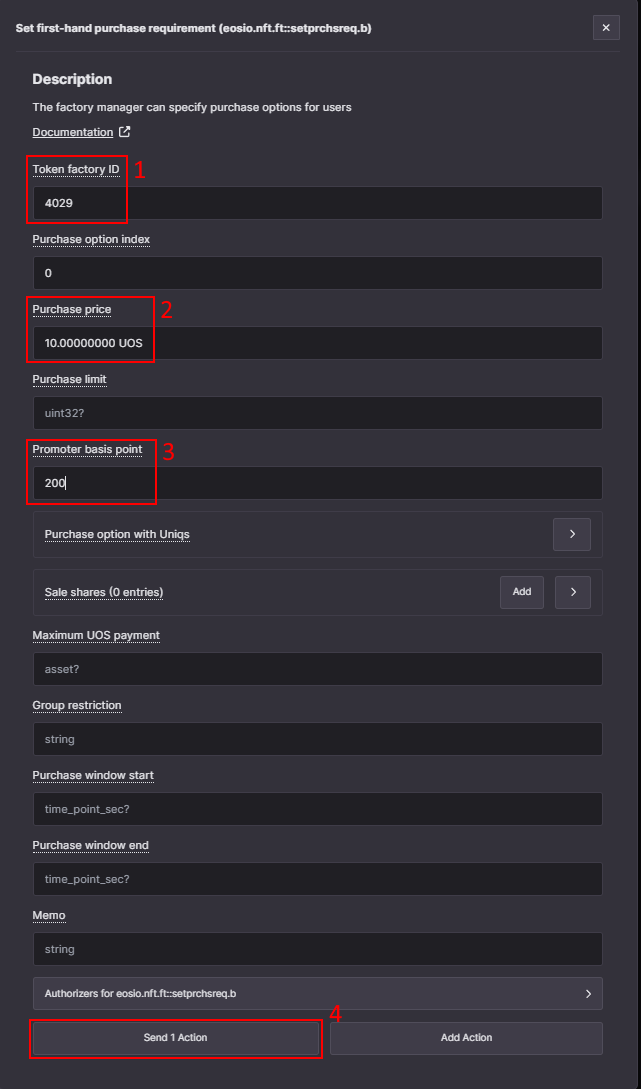 Set first-hand purchase requirement (eosio.nft.ft::setprchsreq.b)
×
Description
The factory manager can specify purchase options for users
Documentation
Token factory ID 1
4029
Purchase option index
0
Purchase price 2
10.00000000 UOS
Purchase limit
uint32?
Promoter basis point 3
200
Purchase option with Uniqs
Sale shares (0 entries) Add
Maximum UOS payment
asset?
Group restriction
string
Purchase window start
time_point_sec?
Purchase window end
time_point_sec?
Memo
string
Authorizers for eosio.nft.ft::setprchsreq.b
4
Send 1 Action Add Action